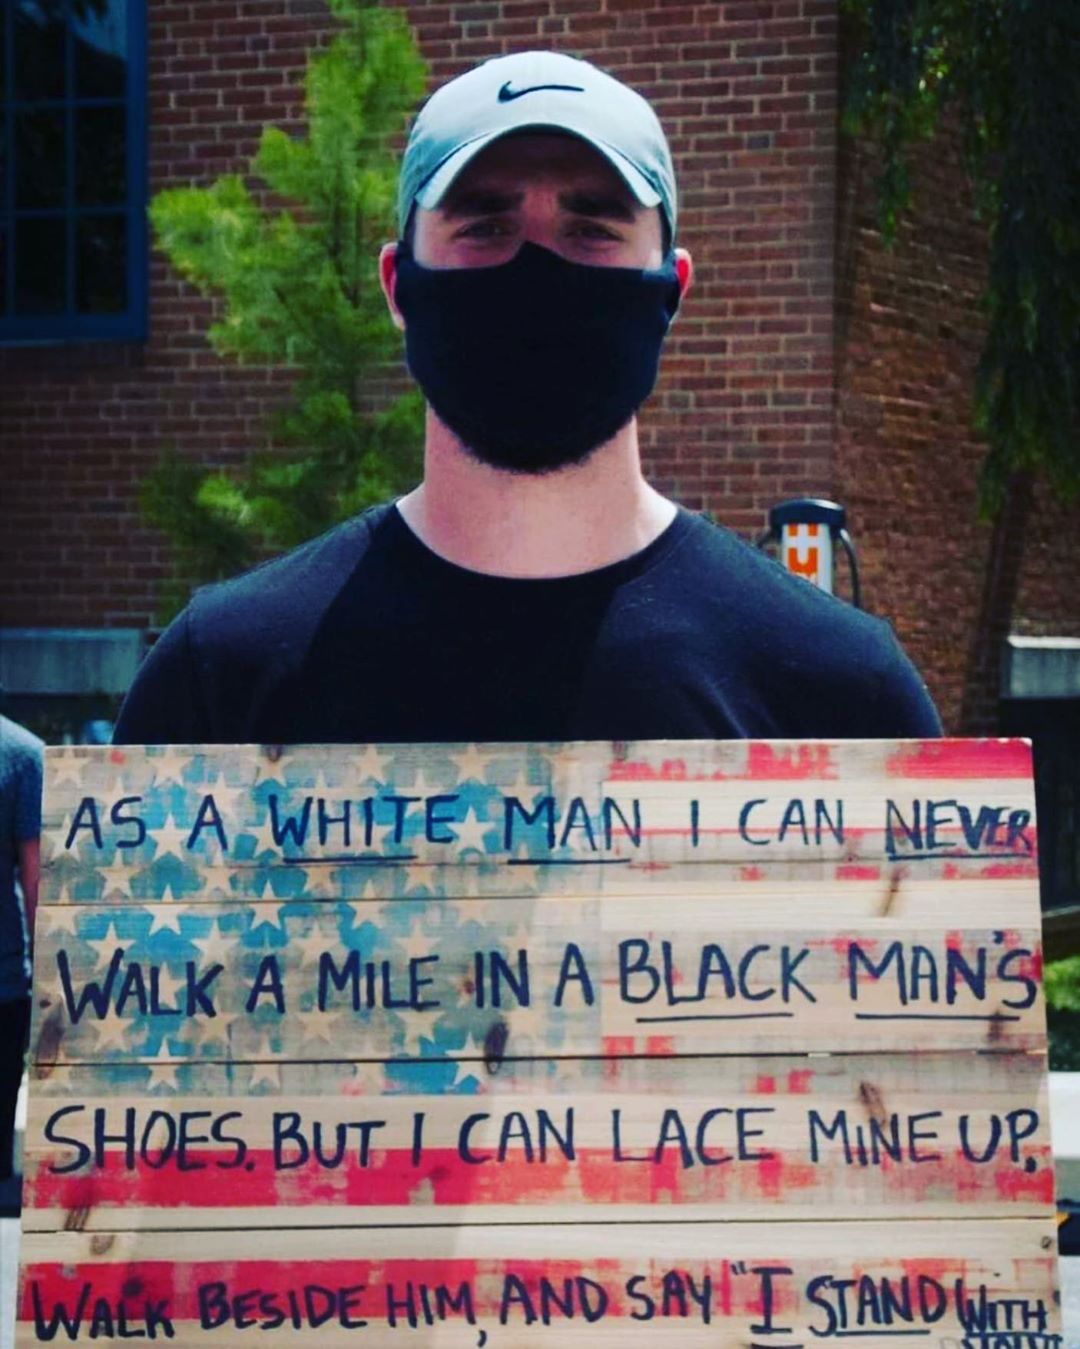 AS A WHITE MAN I CAN NEVER
WALK A MILE IN A BLACK MAN'S
SHOES. BUT I CAN LACE MINE UP,
WALK BESIDE HIM, AND SAY "I STAND WITH